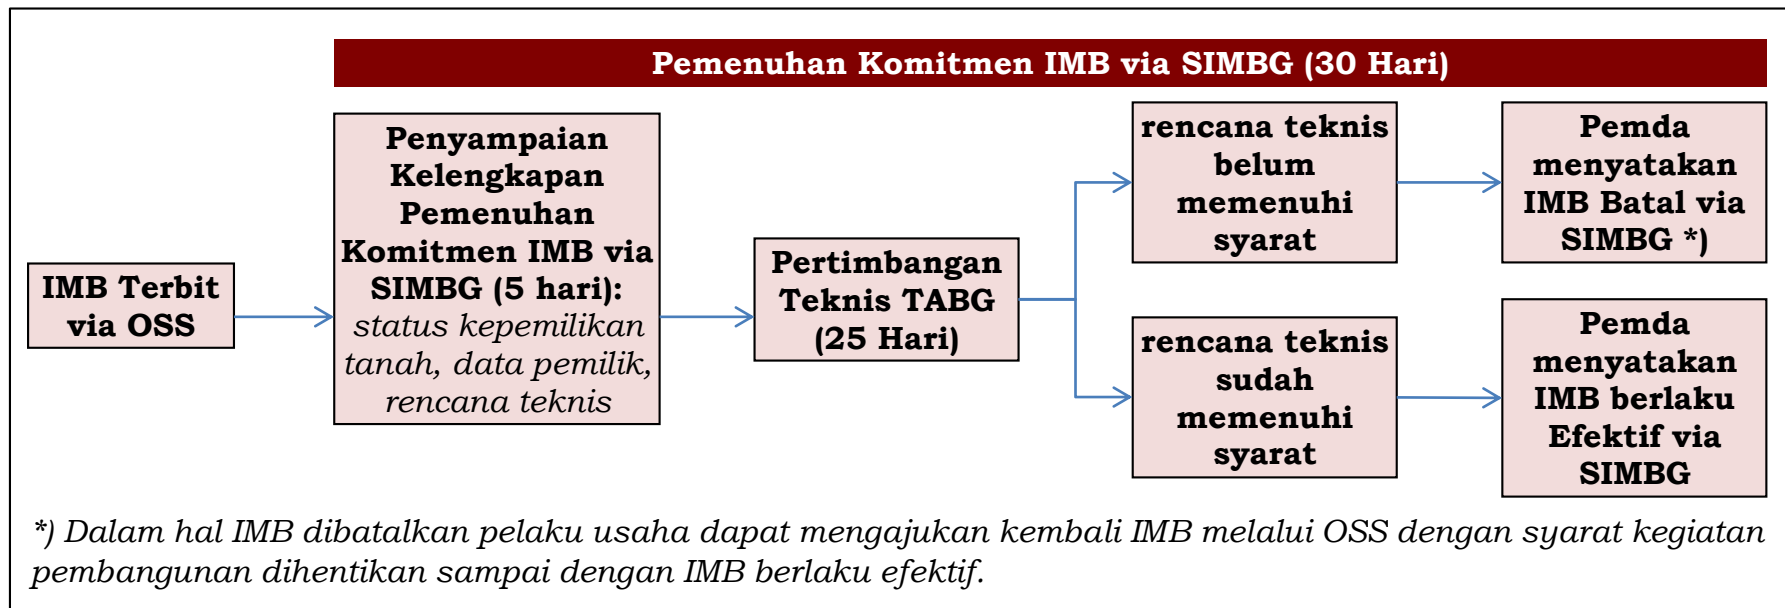 Pemenuhan Komitmen IMB via SIMBG (30 Hari)
IMB Terbit
via OSS
Penyampaian
Kelengkapan
Pemenuhan
Komitmen IMB via
SIMBG (5 hari):
status kepemilikan
tanah, data pemilik,
rencana teknis
Pertimbangan
Teknis TABG
(25 Hari)
rencana teknis
belum
memenuhi
syarat
Pemda
menyatakan
IMB Batal via
SIMBG *)
rencana teknis
sudah
memenuhi
syarat
Pemda
menyatakan
IMB berlaku
Efektif via
SIMBG
*) Dalam hal IMB dibatalkan pelaku usaha dapat mengajukan kembali IMB melalui OSS dengan syarat kegiatan
pembangunan dihentikan sampai dengan IMB berlaku efektif.